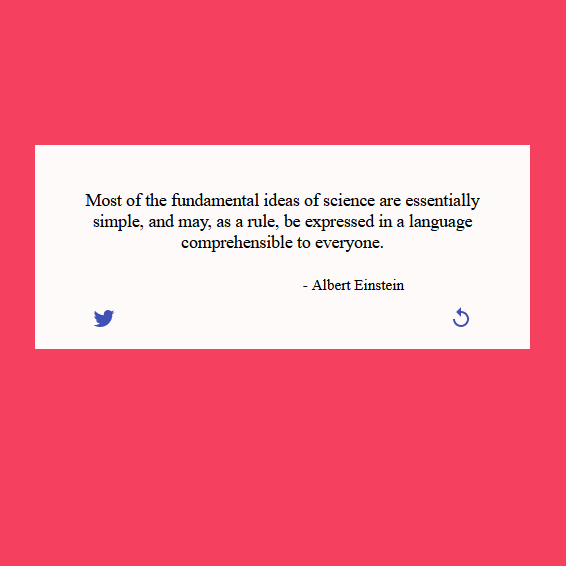 Most of the fundamental ideas of science are essentially
simple, and may, as a rule, be expressed in a language
comprehensible to everyone.
- Albert Einstein